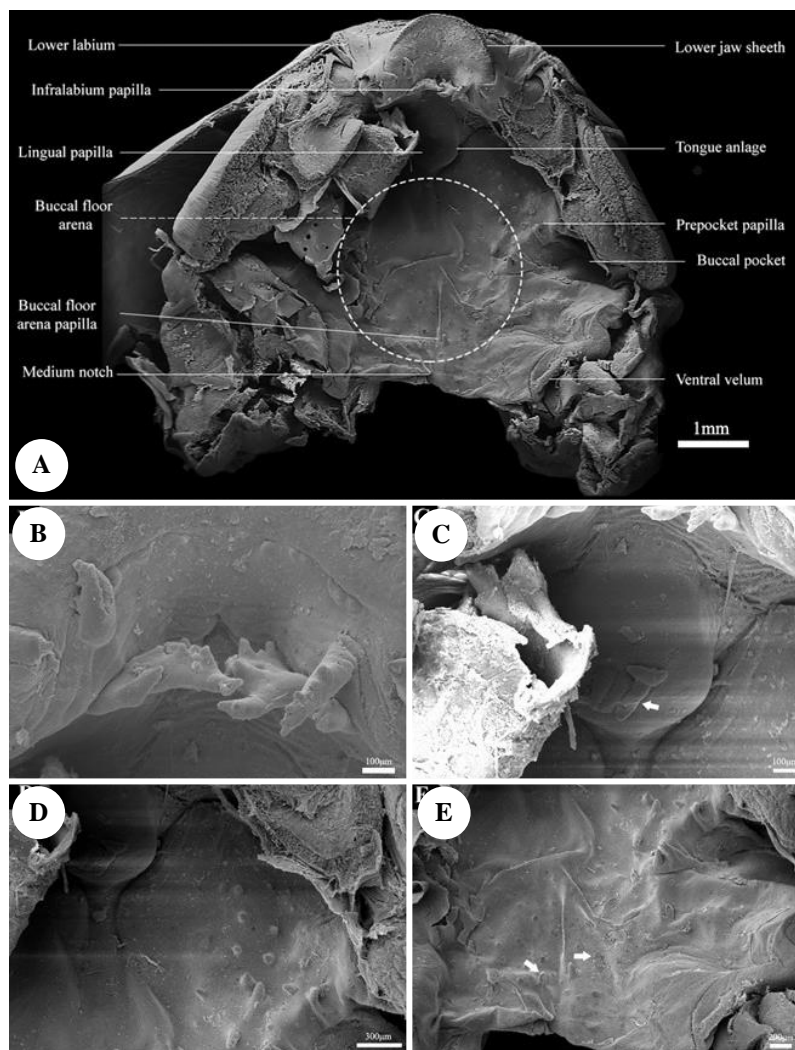 Lower labium
Lower jaw sheeth
Infralabium papilla
Lingual papilla
Tongue anlage
Buccal floor
arena
Prepocket papilla
Buccal pocket
Buccal floor
arena papilla
Medium notch
Ventral velum
1mm
A
B
100μm
C
100μm
D
300μm
E
200μm